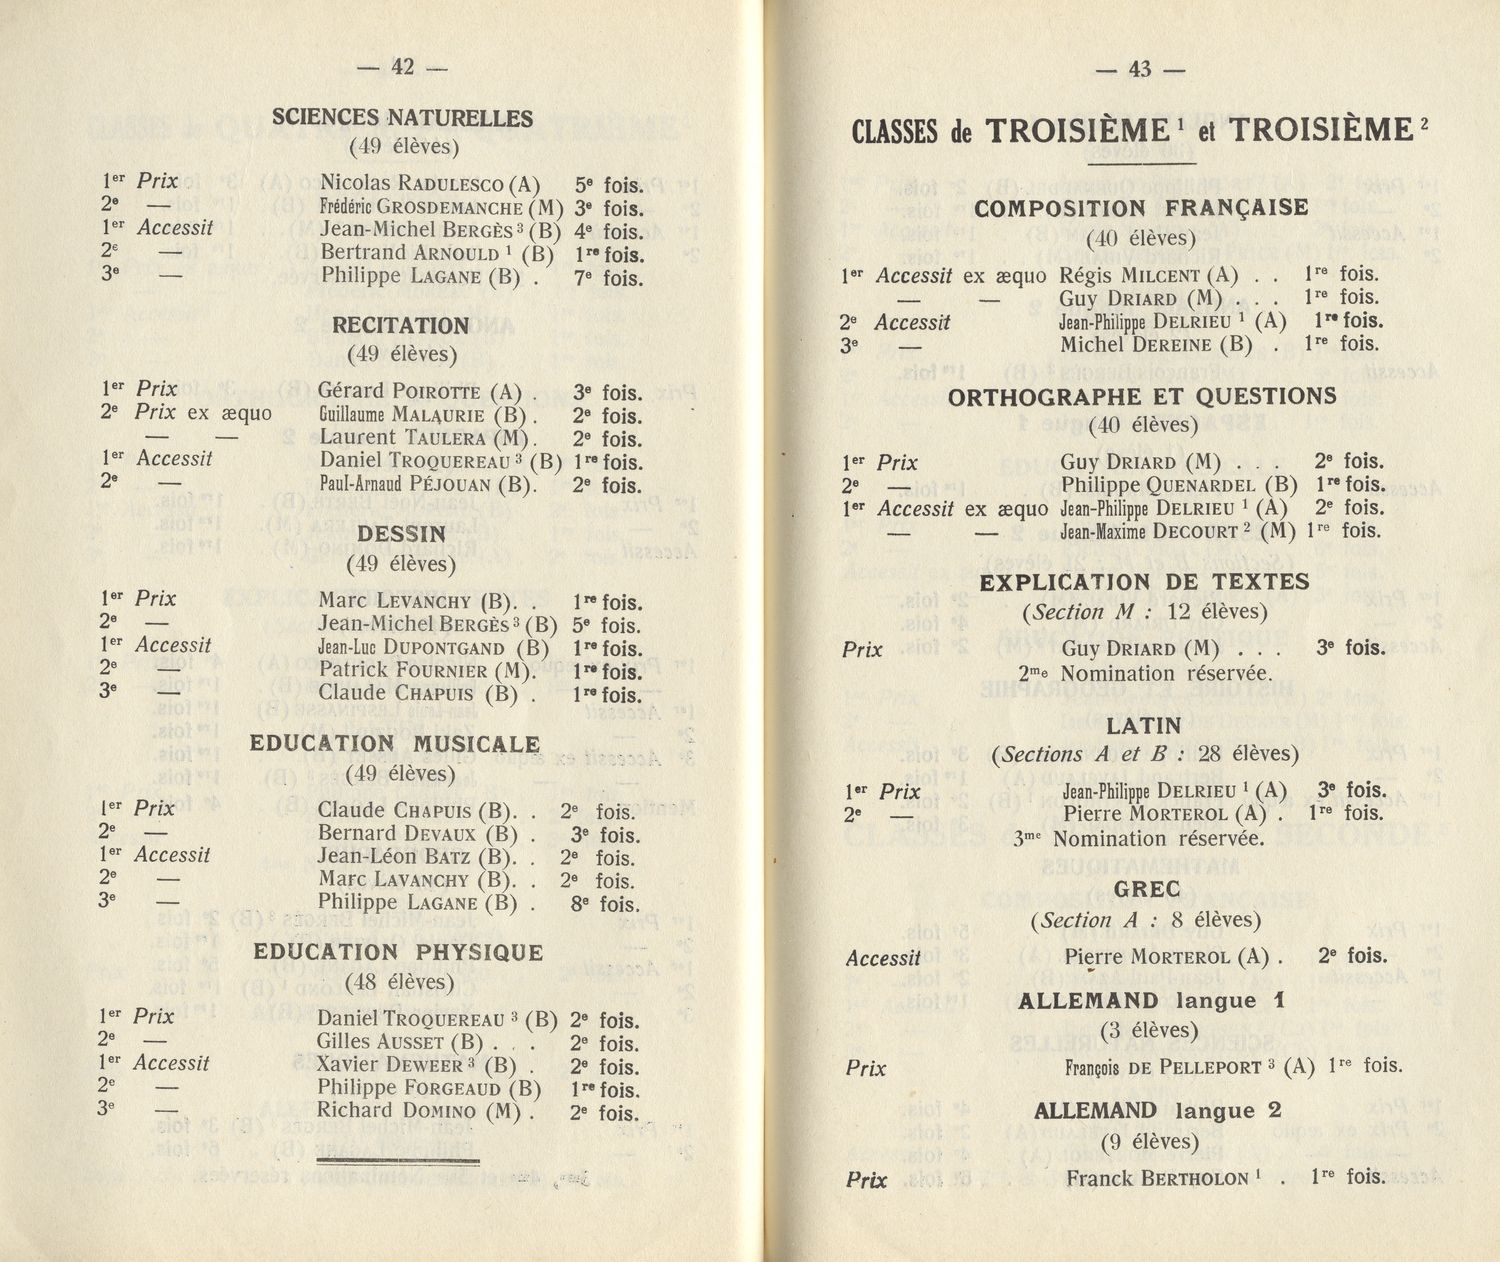 — 42 —
SCIENCES NATURELLES
(49 élèves)
1er Prix Nicolas RADULESCO (A) 5e fois.
2e — Frédéric GROSDEMANCHE (M) 3e fois.
1er Accessit Jean-Michel BERGÈS 3 (B) 4e fois.
2e — Bertrand ARNOULD 1 (B) 1re fois.
3e — Philippe LAGANE (B) . 7e fois.
RECITATION
(49 élèves)
1er Prix Gérard POIROTTE (A) . 3e fois.
2e Prix ex æquo Guillaume MALAURIE (B) . 2e fois.
— — Laurent TAULERA (M) . 2e fois.
1er Accessit Daniel TROQUEREAU 3 (B) 1re fois.
2e — Paul-Arnaud PÉJOUAN (B). 2e fois.
DESSIN
(49 élèves)
1er Prix Marc LEVANCHY (B). . 1re fois.
2e — Jean-Michel BERGÈS 3 (B) 5e fois.
1er Accessit Jean-Luc DUPONTGAND (B) 1re fois.
2e — Patrick FOURNIER (M). 1re fois.
3e — Claude CHAPUIS (B) . 1re fois.
EDUCATION MUSICALE
(49 élèves)
1er Prix Claude CHAPUIS (B). . 2e fois.
2e — Bernard DEVAUX (B) . 3e fois.
1er Accessit Jean-Léon BATZ (B). . 2e fois.
2e — Marc LAVANCHY (B). . 2e fois.
3e — Philippe LAGANE (B) . 8e fois.
EDUCATION PHYSIQUE
(48 élèves)
1er Prix Daniel TROQUEREAU 3 (B) 2e fois.
2e — Gilles AUSSET (B) . . . 2e fois.
1er Accessit Xavier DEWEER 3 (B) . 2e fois.
2e — Philippe FORGEAUD (B) 1re fois.
3e — Richard DOMINO (M) . 2e fois.
— 43 —
CLASSES de TROISIÈME 1 et TROISIÈME 2
COMPOSITION FRANÇAISE
(40 élèves)
1er Accessit ex æquo Régis MILCENT (A) . . 1re fois.
— — Guy DRIARD (M) . . . 1re fois.
2e Accessit Jean-Philippe DELRIEU 1 (A) 1re fois.
3e — Michel DEREINE (B) . 1re fois.
ORTHOGRAPHE ET QUESTIONS
(40 élèves)
1er Prix Guy DRIARD (M) . . . 2e fois.
2e — Philippe QUENARDEL (B) 1re fois.
1er Accessit ex æquo Jean-Philippe DELRIEU 1 (A) 2e fois.
— — Jean-Maxime DECOURT 2 (M) 1re fois.
EXPLICATION DE TEXTES
(Section M : 12 élèves)
Prix Guy DRIARD (M) . . . 3e fois.
2me Nomination réservée.
LATIN
(Sections A et B : 28 élèves)
1er Prix Jean-Philippe DELRIEU 1 (A) 3e fois.
2e — Pierre MORTEROL (A) . 1re fois.
3me Nomination réservée.
GREC
(Section A : 8 élèves)
Accessit Pierre MORTEROL (A) . 2e fois.
ALLEMAND langue 1
(3 élèves)
Prix François DE PELLEPORT 3 (A) 1re fois.
ALLEMAND langue 2
(9 élèves)
Prix Franck BERTHOLON 1 . 1re fois.